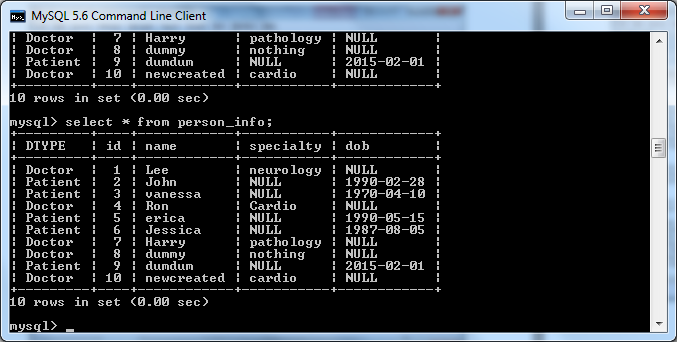 MySQL 5.6 Command Line Client
| Doctor  |  7 | Harry      | pathology | NULL       |
| Doctor  |  8 | dummy      | nothing   | NULL       |
| Patient |  9 | dumdum     | NULL      | 2015-02-01 |
| Doctor  | 10 | newcreated | cardio    | NULL       |
+---------+----+------------+-----------+------------+
10 rows in set (0.00 sec)
mysql> select * from person_info;
+---------+----+------------+-----------+------------+
| DTYPE   | id | name       | specialty | dob        |
+---------+----+------------+-----------+------------+
| Doctor  |  1 | Lee        | neurology | NULL       |
| Patient |  2 | John       | NULL      | 1990-02-28 |
| Patient |  3 | vanessa    | NULL      | 1970-04-10 |
| Doctor  |  4 | Ron        | Cardio    | NULL       |
| Patient |  5 | erica      | NULL      | 1990-05-15 |
| Patient |  6 | Jessica    | NULL      | 1987-08-05 |
| Doctor  |  7 | Harry      | pathology | NULL       |
| Doctor  |  8 | dummy      | nothing   | NULL       |
| Patient |  9 | dumdum     | NULL      | 2015-02-01 |
| Doctor  | 10 | newcreated | cardio    | NULL       |
+---------+----+------------+-----------+------------+
10 rows in set (0.00 sec)
mysql> _